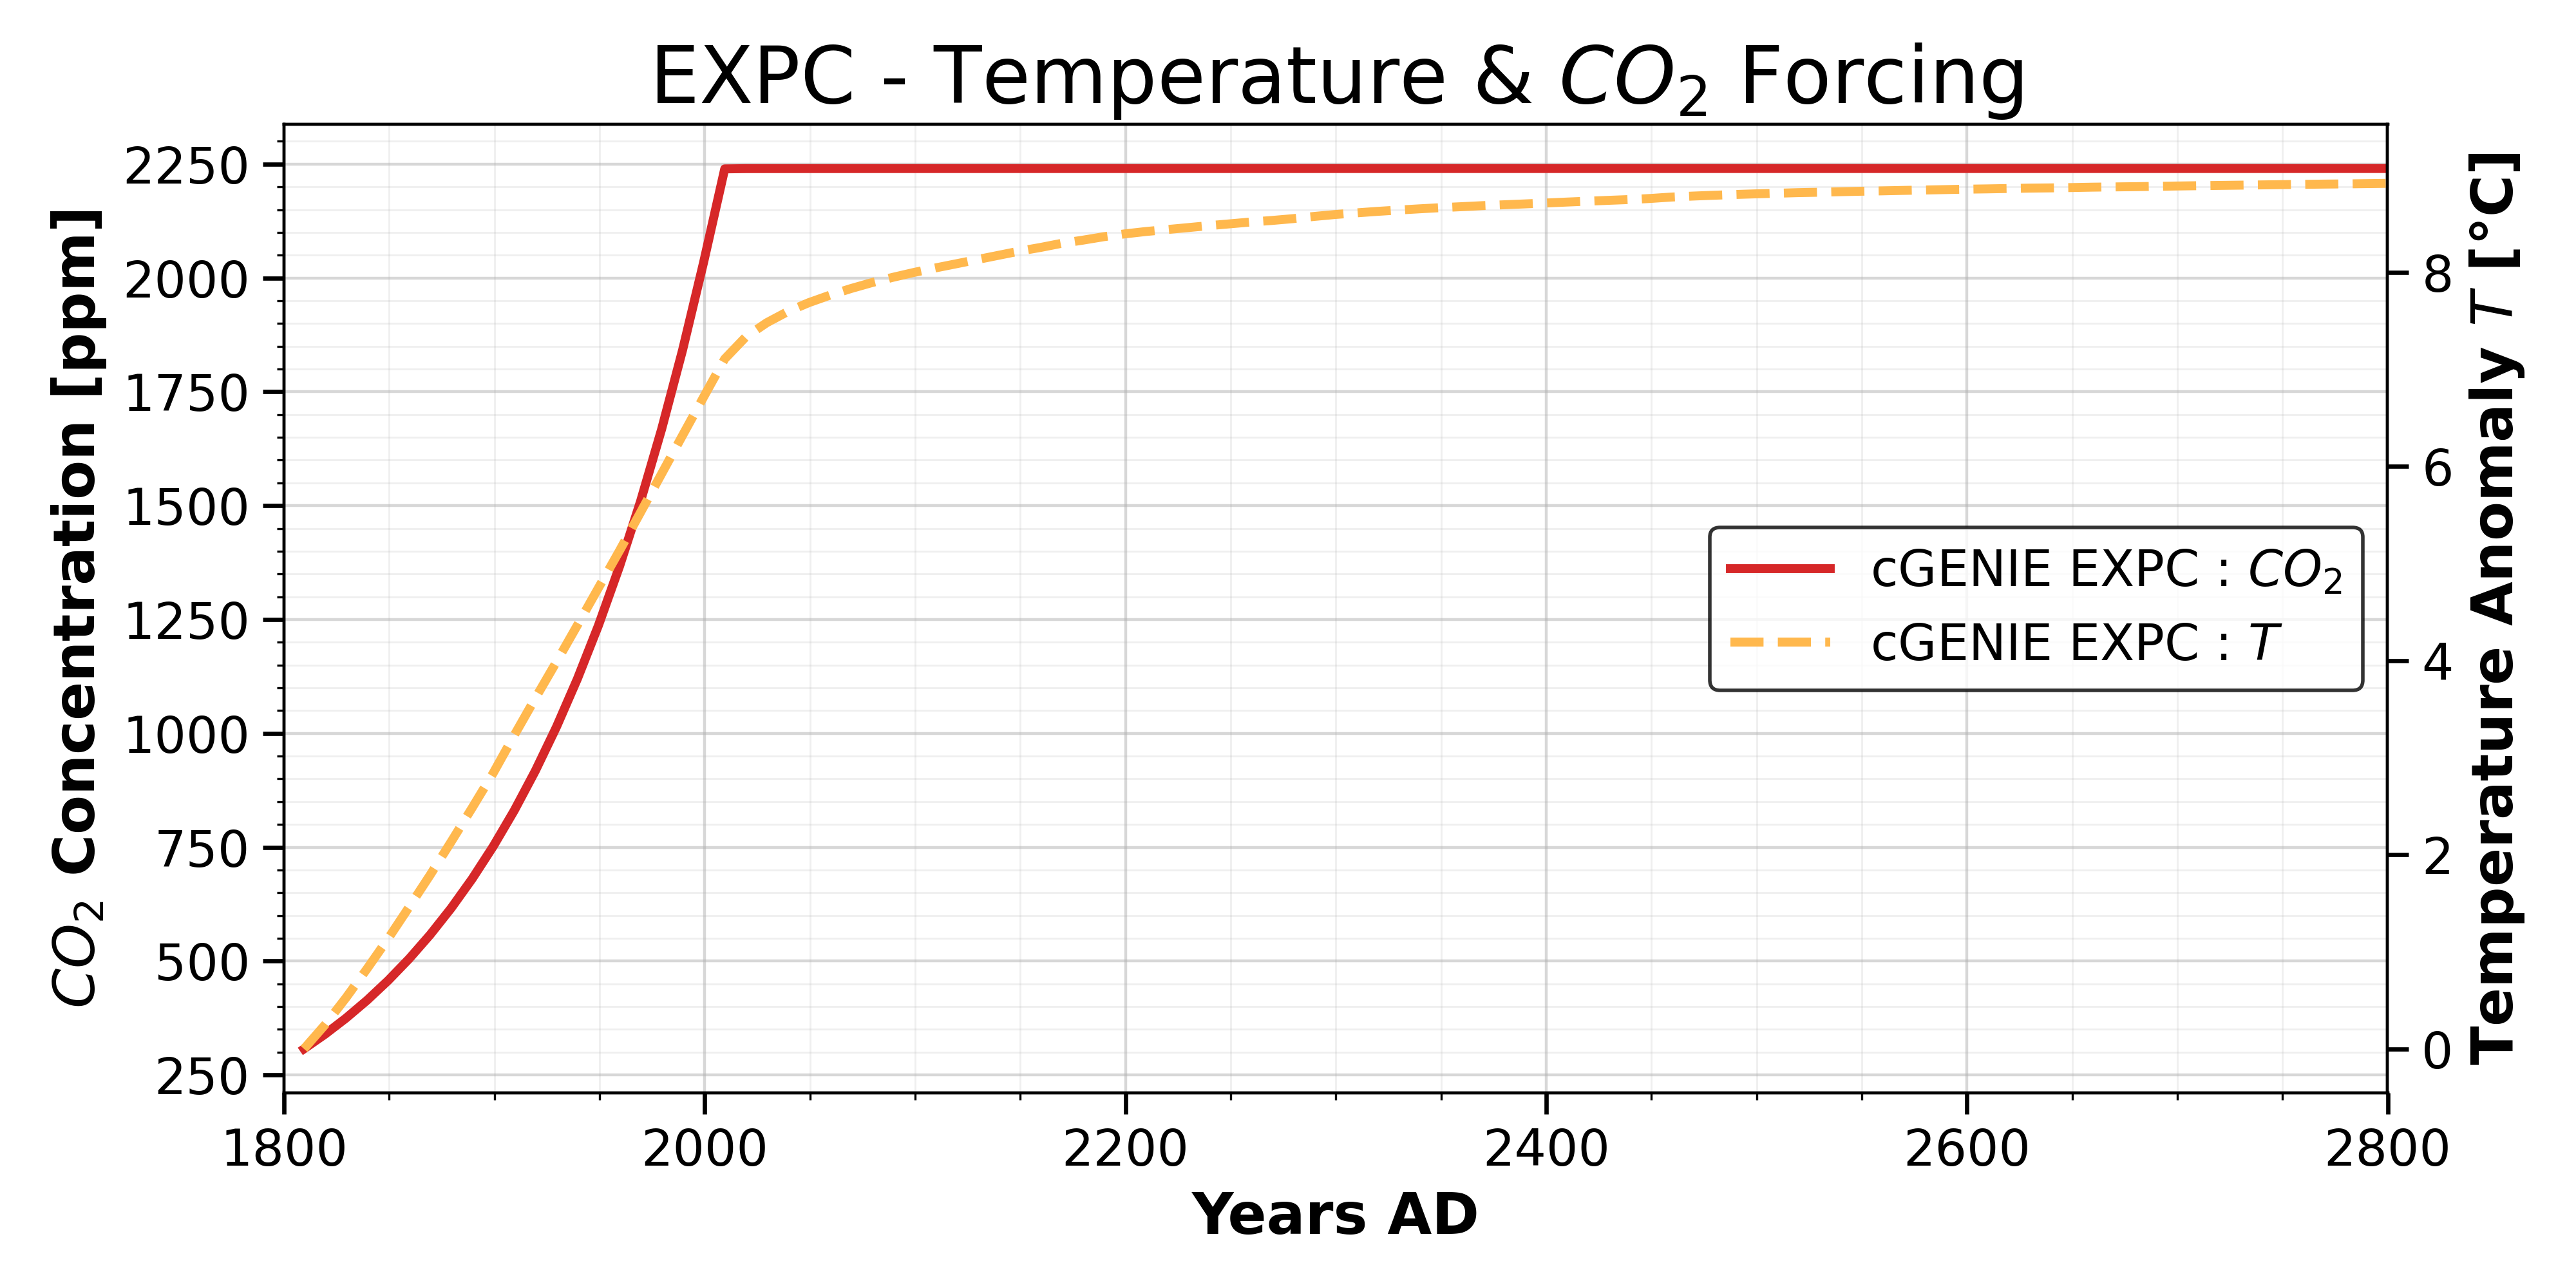 EXPC - Temperature & CO₂ Forcing
CO₂ Concentration [ppm]
2250
2000
1750
1500
1250
1000
750
500
250
8
6
4
2
0
Temperature Anomaly T [°C]
cGENIE EXPC : CO₂
cGENIE EXPC : T
1800 2000 2200 2400 2600 2800
Years AD